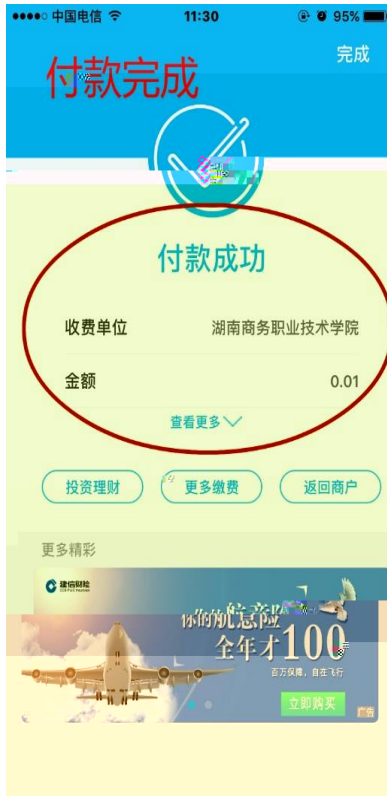 中国电信 11:30 95%
完成
付款完成
付款成功
收费单位 湖南商务职业技术学院
金额 0.01
查看更多
投资理财 更多缴费 返回商户
更多精彩
建信财险
你的航意险
全年才100
百万保障，自在飞行
立即购买
广告